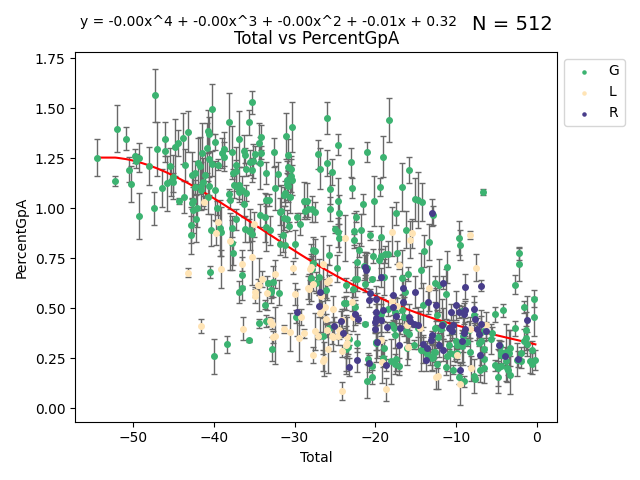 y = -0.00x^4 + -0.00x^3 + -0.00x^2 + -0.01x + 0.32
N = 512
Total vs PercentGpA
1.75
1.50
1.25
1.00
0.75
0.50
0.25
0.00
PercentGpA
−50
−40
−30
−20
−10
0
Total
G
L
R